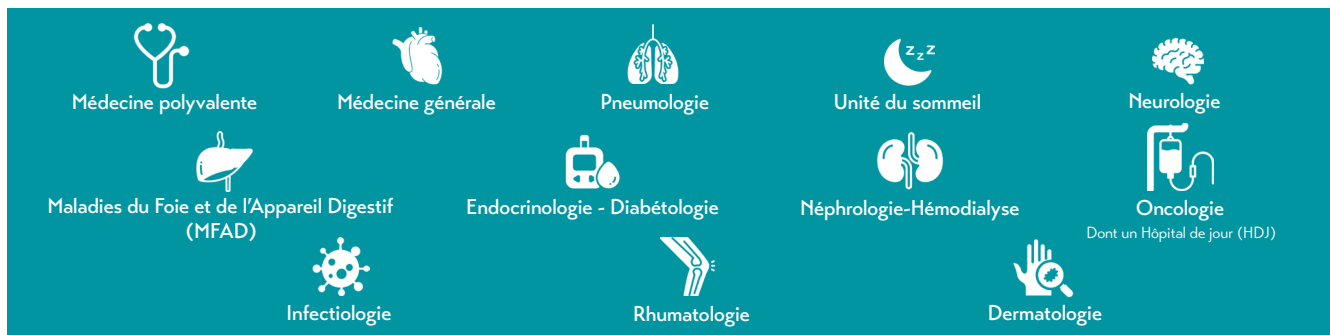 z z z
Médecine polyvalente
Médecine générale
Pneumologie
Unité du sommeil
Neurologie
Maladies du Foie et de l'Appareil Digestif
(MFAD)
Endocrinologie - Diabétologie
Néphrologie-Hémodialyse
Oncologie
Dont un Hôpital de jour (HDJ)
Infectiologie
Rhumatologie
Dermatologie